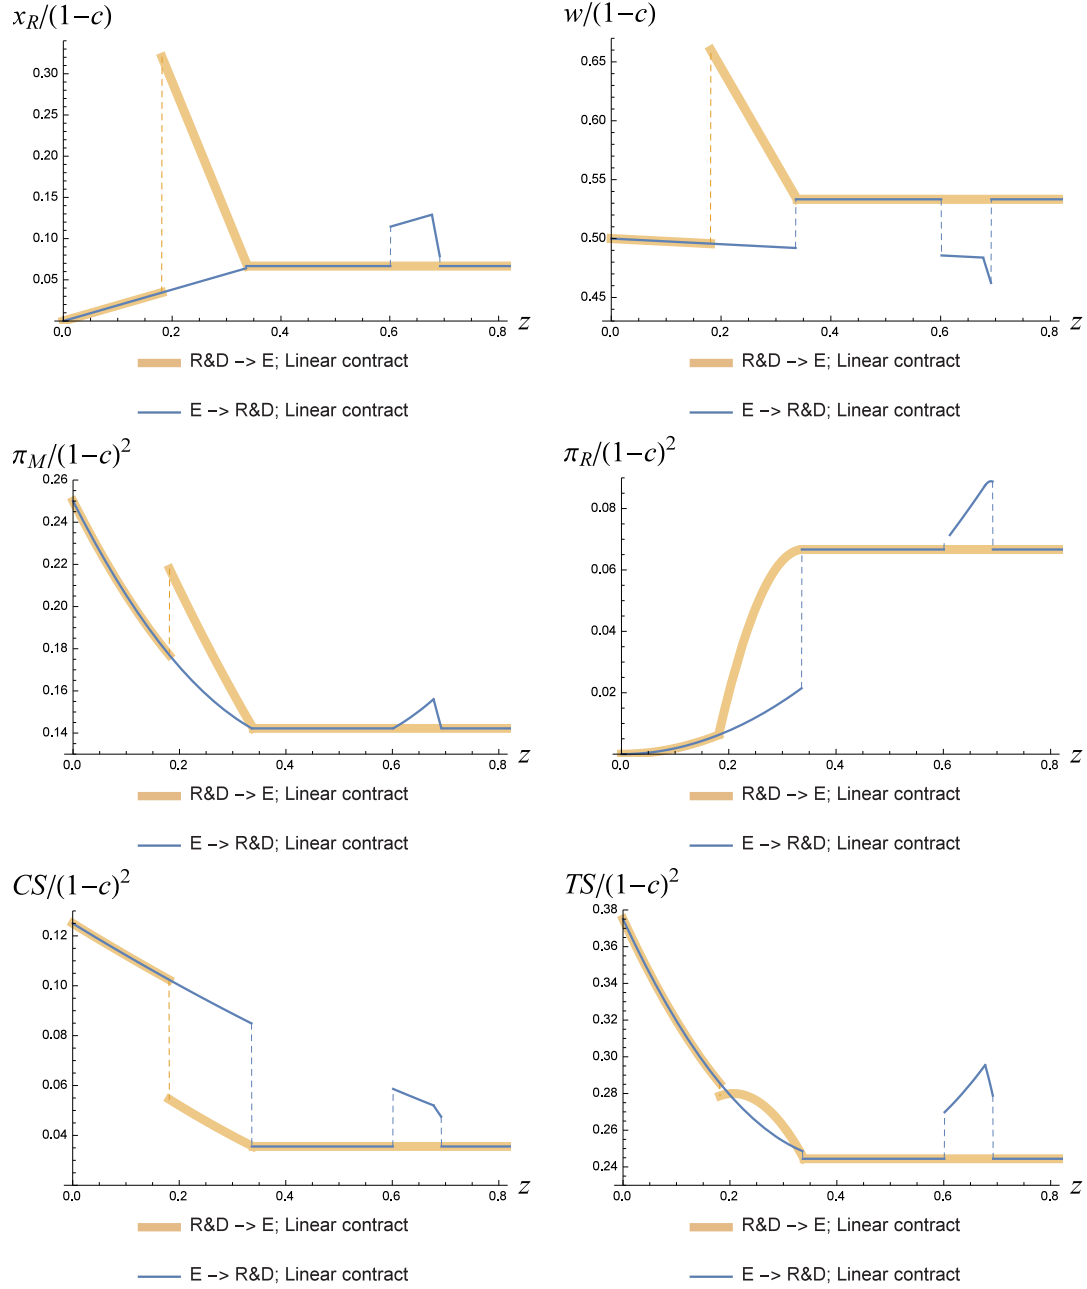 x_R/(1−c)
0.30
0.20
0.10
0.05
0.0 0.2 0.4 0.6 0.8 z
R&D −> E; Linear contract
E −> R&D; Linear contract
w/(1−c)
0.65
0.60
0.55
0.50
0.45
0.0 0.2 0.4 0.6 0.8 z
R&D −> E; Linear contract
E −> R&D; Linear contract
π_M/(1−c)²
0.26
0.24
0.22
0.20
0.18
0.16
0.14
0.0 0.2 0.4 0.6 0.8 z
R&D −> E; Linear contract
E −> R&D; Linear contract
π_R/(1−c)²
0.08
0.06
0.04
0.02
0.0 0.2 0.4 0.6 0.8 z
R&D −> E; Linear contract
E −> R&D; Linear contract
CS/(1−c)²
0.12
0.10
0.08
0.06
0.04
0.0 0.2 0.4 0.6 0.8 z
R&D −> E; Linear contract
E −> R&D; Linear contract
TS/(1−c)²
0.38
0.36
0.34
0.32
0.30
0.28
0.26
0.24
0.0 0.2 0.4 0.6 0.8 z
R&D −> E; Linear contract
E −> R&D; Linear contract